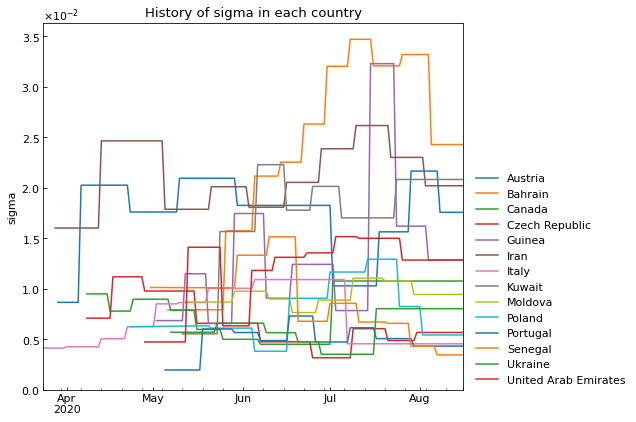 History of sigma in each country
×10⁻²
3.5
3.0
2.5
2.0
1.5
1.0
0.5
0.0
sigma
Apr
2020
May
Jun
Jul
Aug
Austria
Bahrain
Canada
Czech Republic
Guinea
Iran
Italy
Kuwait
Moldova
Poland
Portugal
Senegal
Ukraine
United Arab Emirates